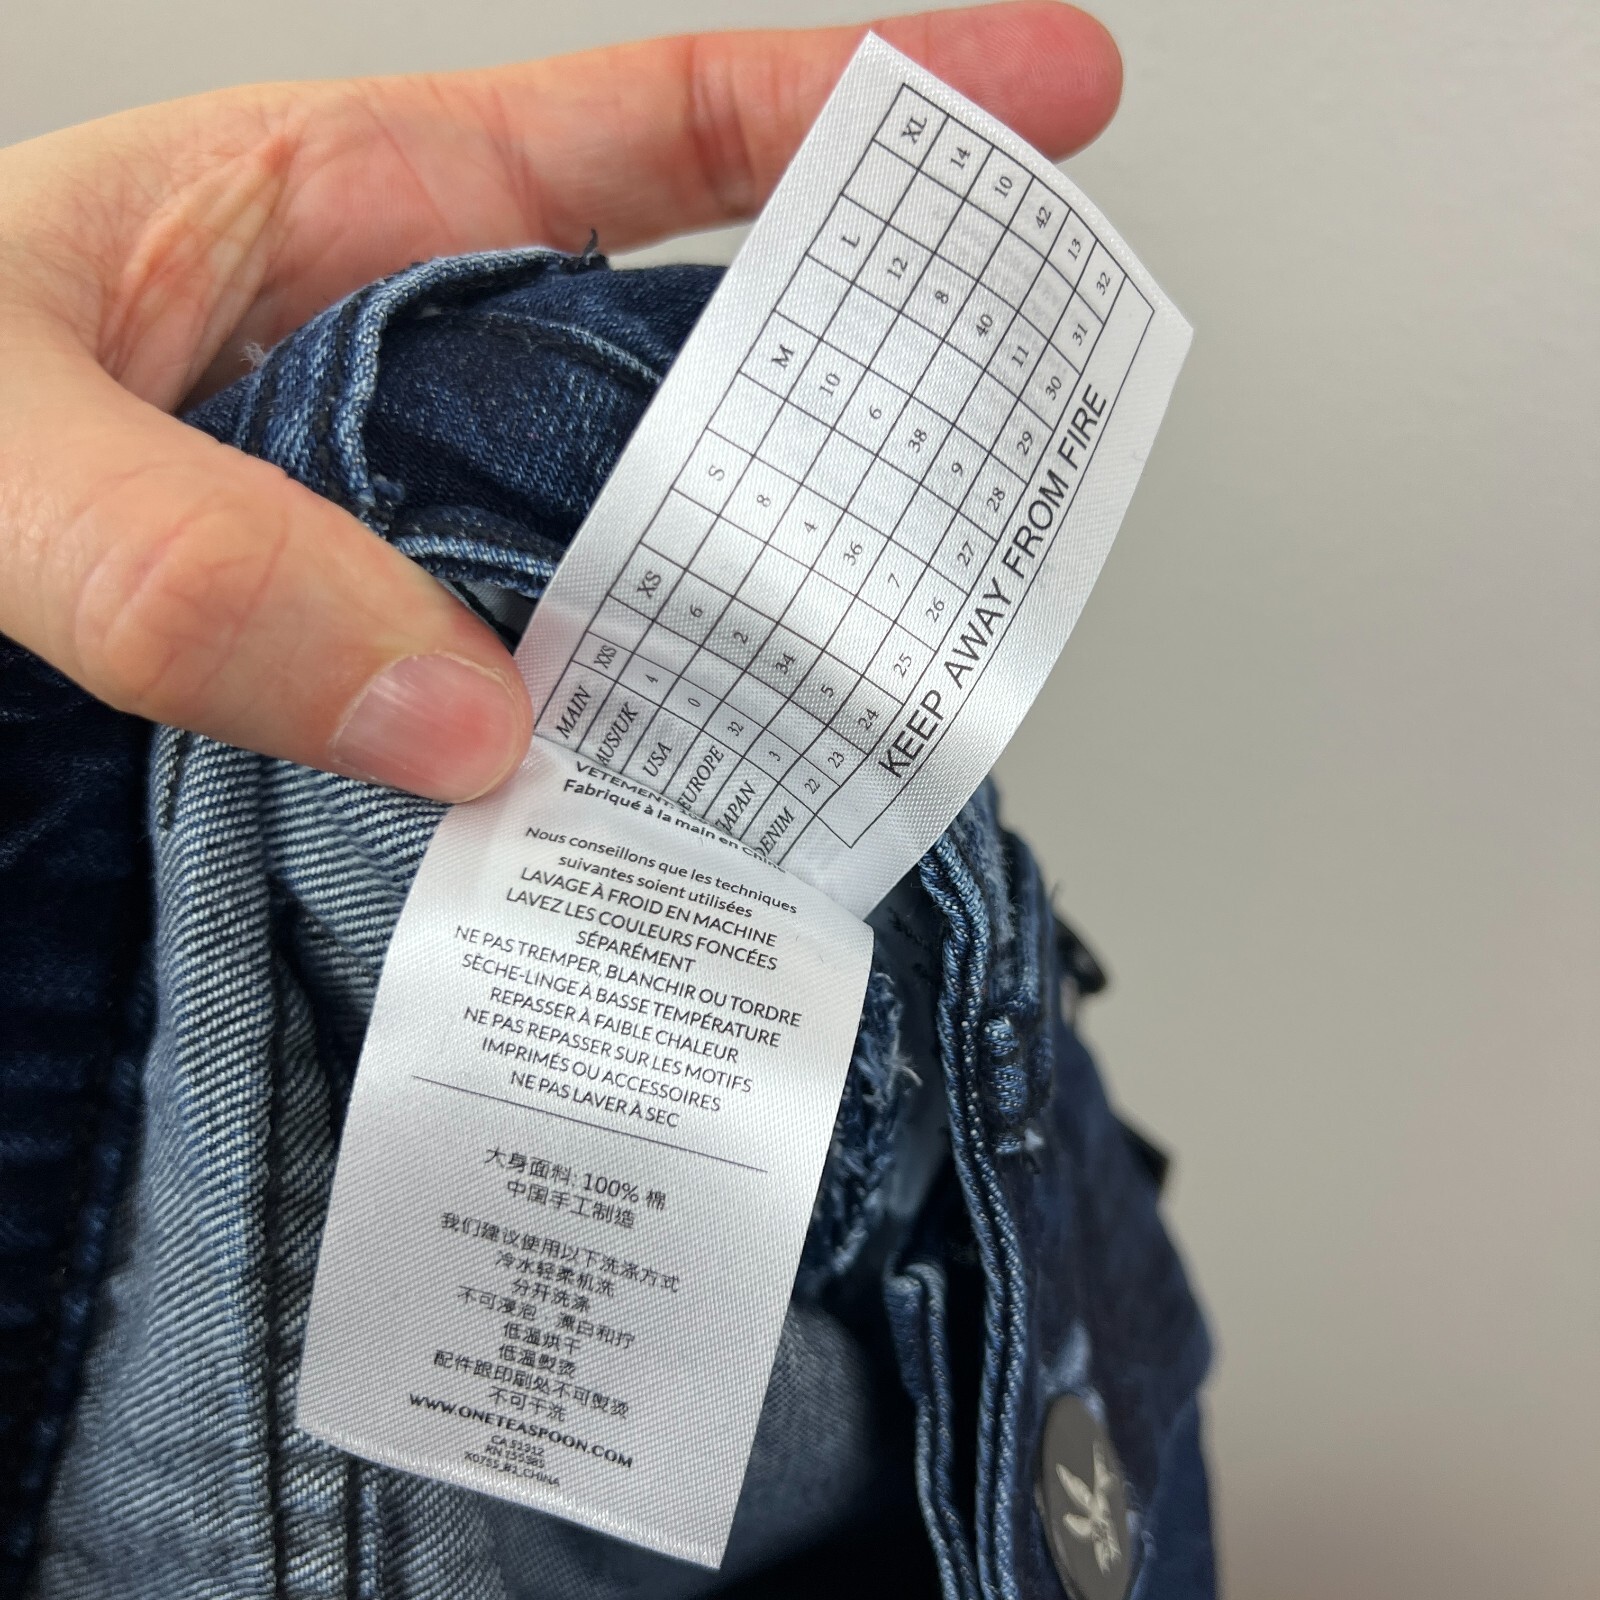 MAIN XXS XS S M L XL
AUS/UK 4 6 8 10 12 14
USA 0 2 4 6 8 10
EUROPE 32 34 36 38 40 42
JAPAN 3 5 7 9 11 13
DENIM 22 23 24 25 26 27 28 29 30 31 32
KEEP AWAY FROM FIRE
Fabriqué à la main en
Nous conseillons que les techniques
suivantes soient utilisées
LAVAGE À FROID EN MACHINE
LAVEZ LES COULEURS FONCÉES
SÉPARÉMENT
NE PAS TREMPER, BLANCHIR OU TORDRE
SÈCHE-LINGE À BASSE TEMPÉRATURE
REPASSER À FAIBLE CHALEUR
NE PAS REPASSER SUR LES MOTIFS
IMPRIMÉS OU ACCESSOIRES
NE PAS LAVER À SEC
大身面料: 100% 棉
中国手工制造
我们建议使用以下洗涤方式
冷水轻柔机洗
分开洗涤
不可浸泡 漂白和拧
低温烘干
低温熨烫
配件跟印刷处不可熨烫
不可干洗
WWW.ONETEASPOON.COM
CA 51312
RN 155385